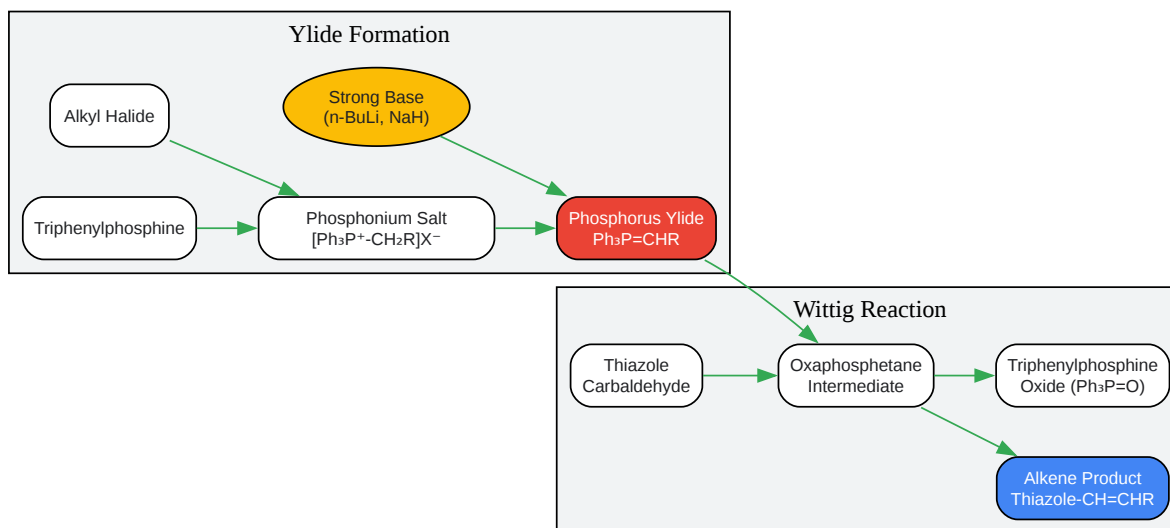 Ylide Formation
Alkyl Halide
Strong Base
(n-BuLi, NaH)
Triphenylphosphine
Phosphonium Salt
[Ph₃P⁺-CH₂R]X⁻
Phosphorus Ylide
Ph₃P=CHR
Wittig Reaction
Thiazole
Carbaldehyde
Oxaphosphetane
Intermediate
Triphenylphosphine
Oxide (Ph₃P=O)
Alkene Product
Thiazole-CH=CHR